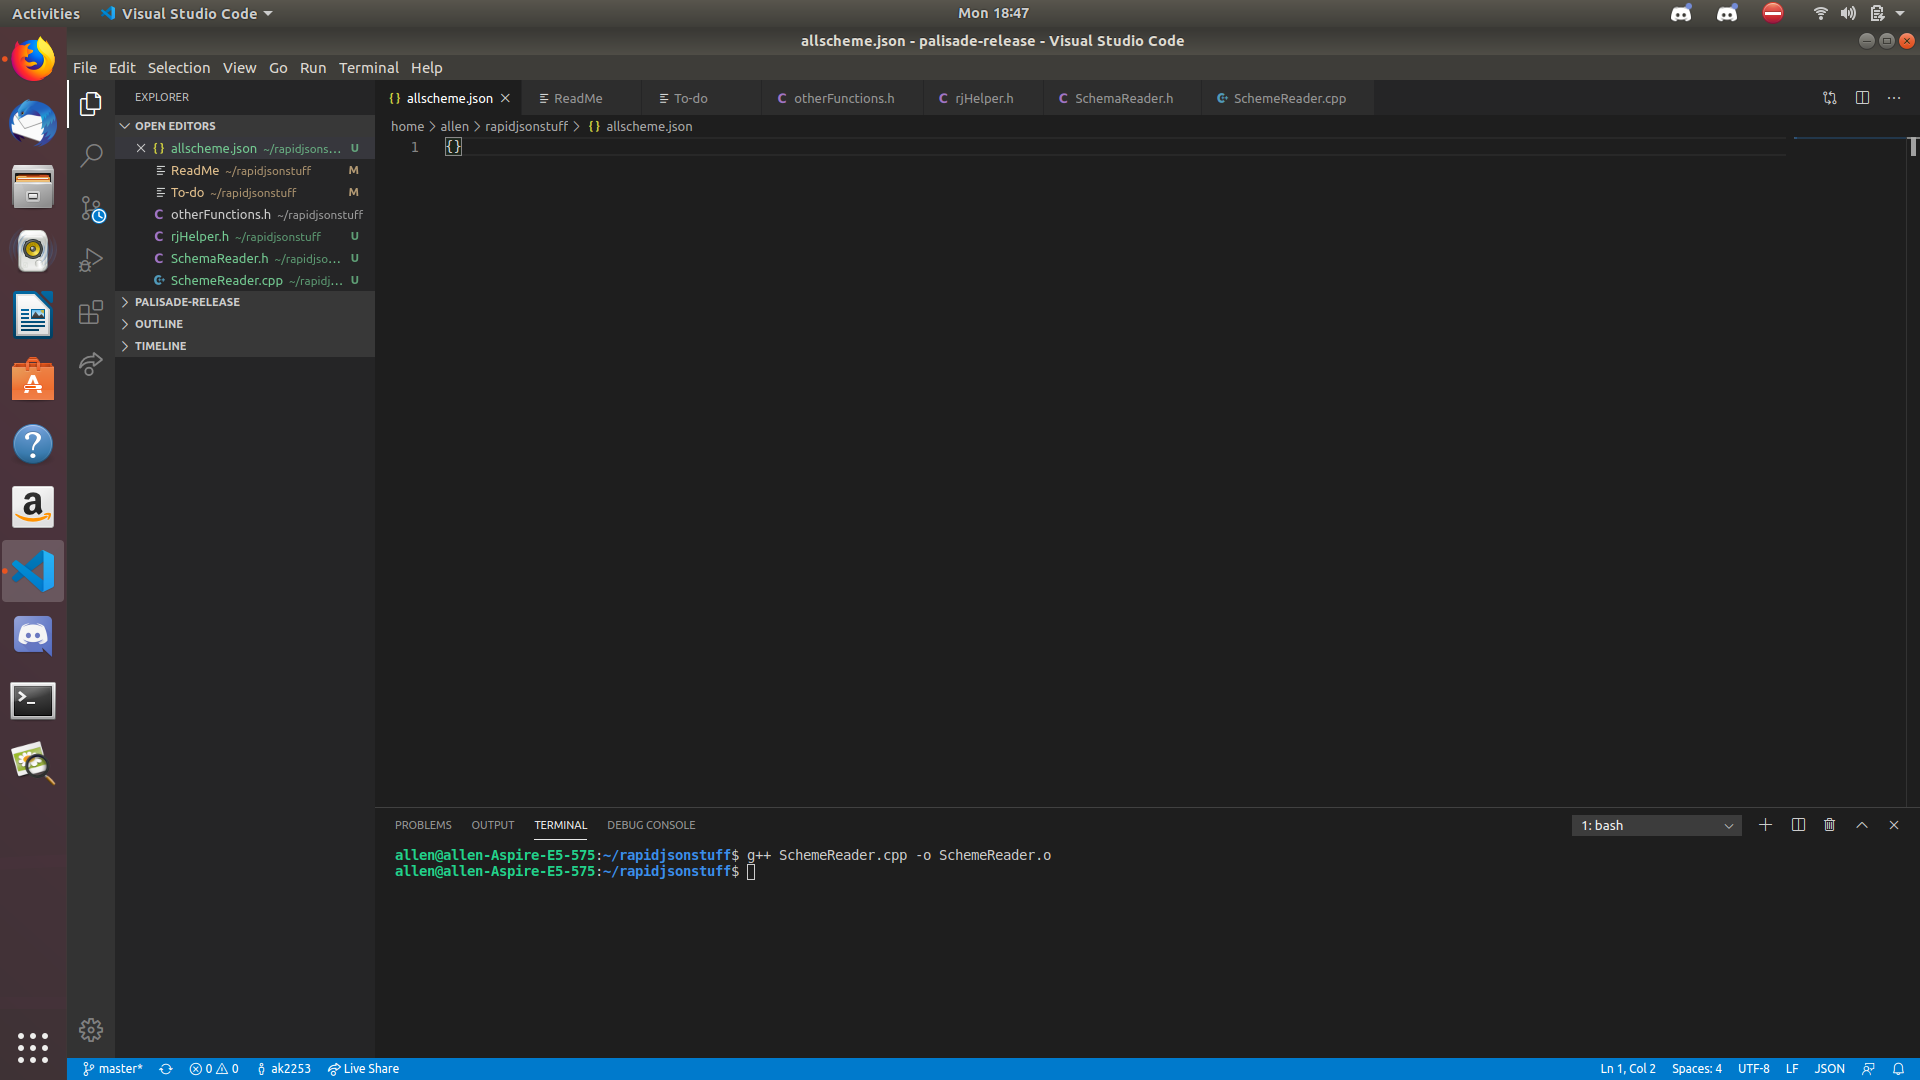 Activities Visual Studio Code Mon 18:47
allscheme.json - palisade-release - Visual Studio Code
File Edit Selection View Go Run Terminal Help
EXPLORER
OPEN EDITORS
{} allscheme.json ~/rapidjsons... U
ReadMe ~/rapidjsonstuff M
To-do ~/rapidjsonstuff M
C otherFunctions.h ~/rapidjsonstuff
C rjHelper.h ~/rapidjsonstuff U
C SchemaReader.h ~/rapidjso... U
C+ SchemeReader.cpp ~/rapidj... U
PALISADE-RELEASE
OUTLINE
TIMELINE
{} allscheme.json ReadMe To-do C otherFunctions.h C rjHelper.h C SchemaReader.h C+ SchemeReader.cpp
home > allen > rapidjsonstuff > {} allscheme.json
1 {}
PROBLEMS OUTPUT TERMINAL DEBUG CONSOLE 1: bash
allen@allen-Aspire-E5-575:~/rapidjsonstuff$ g++ SchemeReader.cpp -o SchemeReader.o
allen@allen-Aspire-E5-575:~/rapidjsonstuff$
master* 0 0 ak2253 Live Share Ln 1, Col 2 Spaces: 4 UTF-8 LF JSON